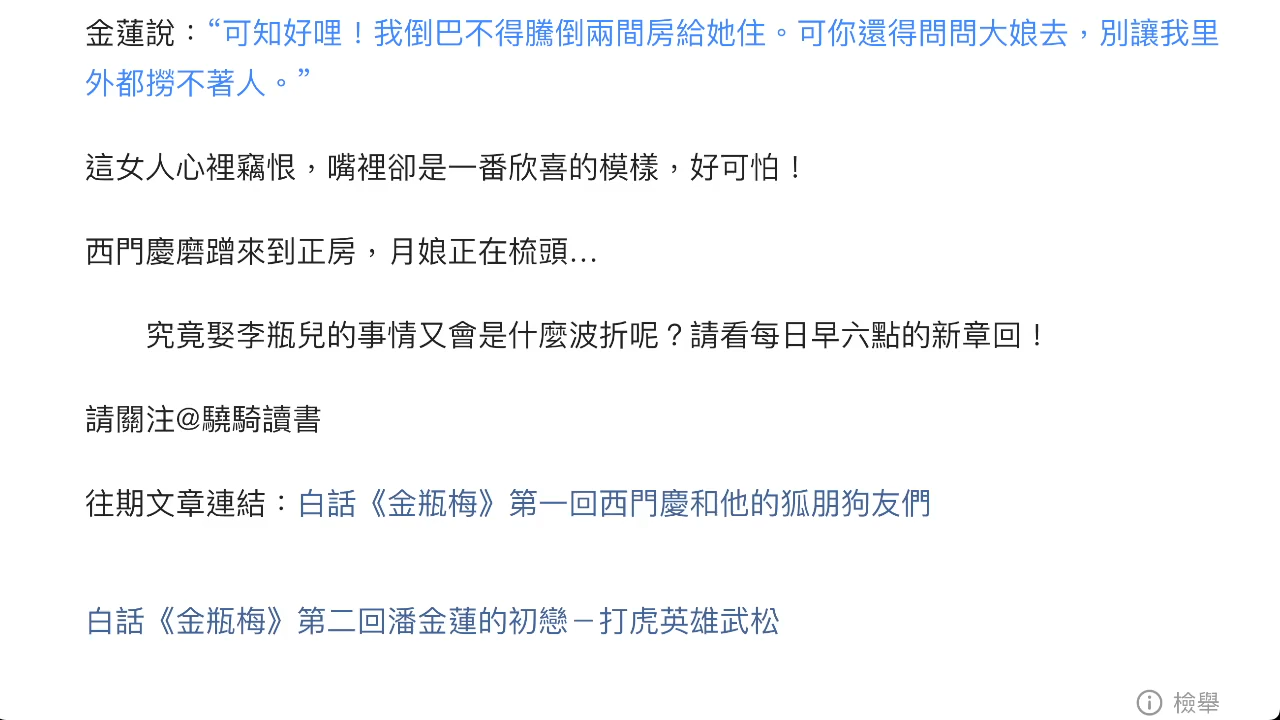 金蓮說：“可知好哩！我倒巴不得騰倒兩間房給她住。可你還得問問大娘去，別讓我里
外都撈不著人。”
這女人心裡竊恨，嘴裡卻是一番欣喜的模樣，好可怕！
西門慶磨蹭來到正房，月娘正在梳頭…
究竟娶李瓶兒的事情又會是什麼波折呢？請看每日早六點的新章回！
請關注@驍騎讀書
往期文章連結：白話《金瓶梅》第一回西門慶和他的狐朋狗友們
白話《金瓶梅》第二回潘金蓮的初戀－打虎英雄武松
檢舉